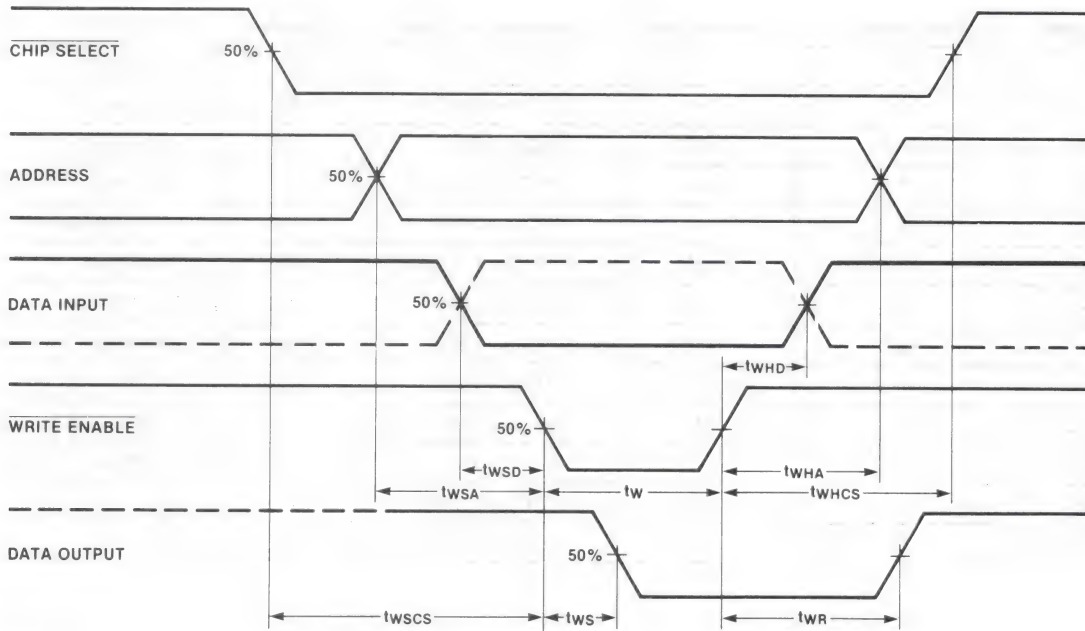 CHIP SELECT
50%
ADDRESS
50%
DATA INPUT
50%
tWHD
WRITE ENABLE
50%
tWSD
tWHA
tWSA
tW
tWHCS
DATA OUTPUT
50%
tWSCS
tWS
tWR